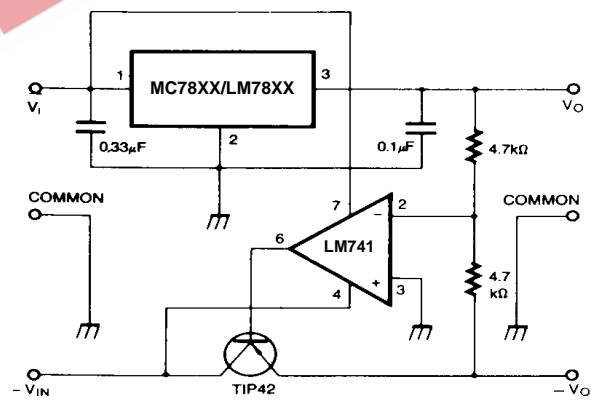 1
MC78XX/LM78XX
3
VI
2
VO
0.33μF
0.1μF
4.7kΩ
COMMON
7
2
COMMON
−
6
LM741
+
4
3
4.7
kΩ
− VIN
TIP42
− VO